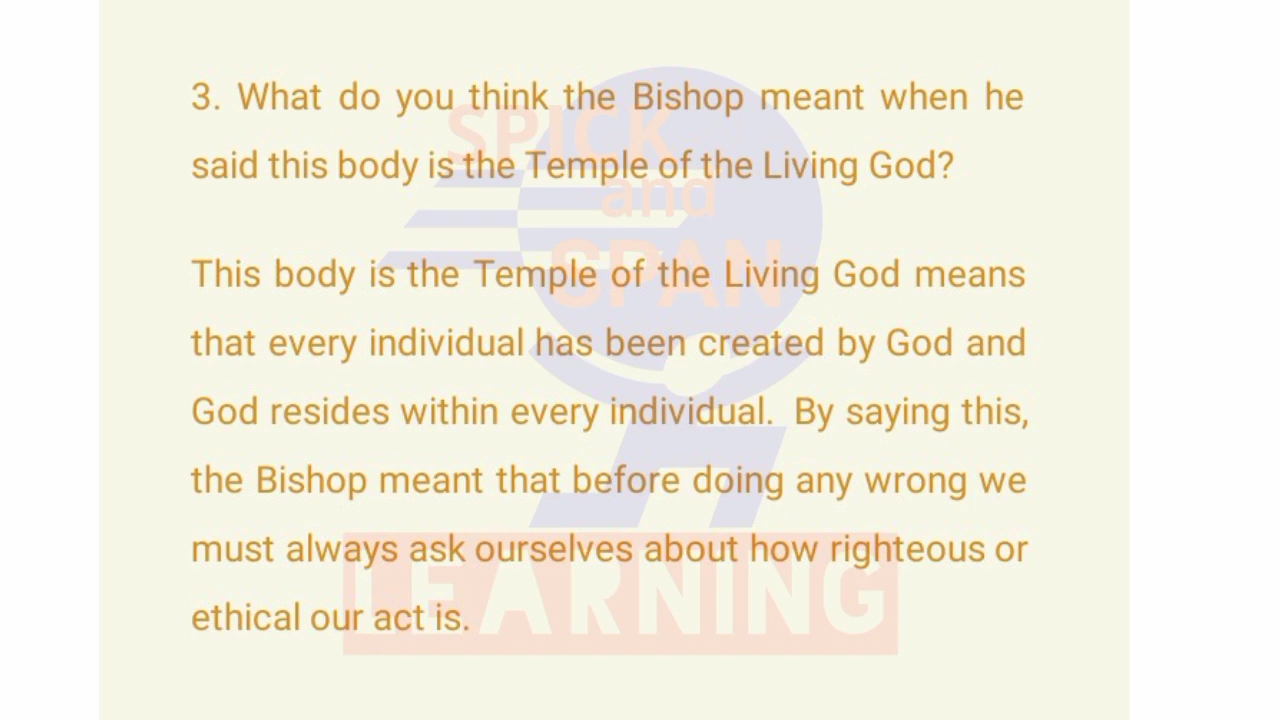 3. What do you think the Bishop meant when he
said this body is the Temple of the Living God?
This body is the Temple of the Living God means
that every individual has been created by God and
God resides within every individual. By saying this,
the Bishop meant that before doing any wrong we
must always ask ourselves about how righteous or
ethical our act is.
SPICK
and
SPAN
LEARNING